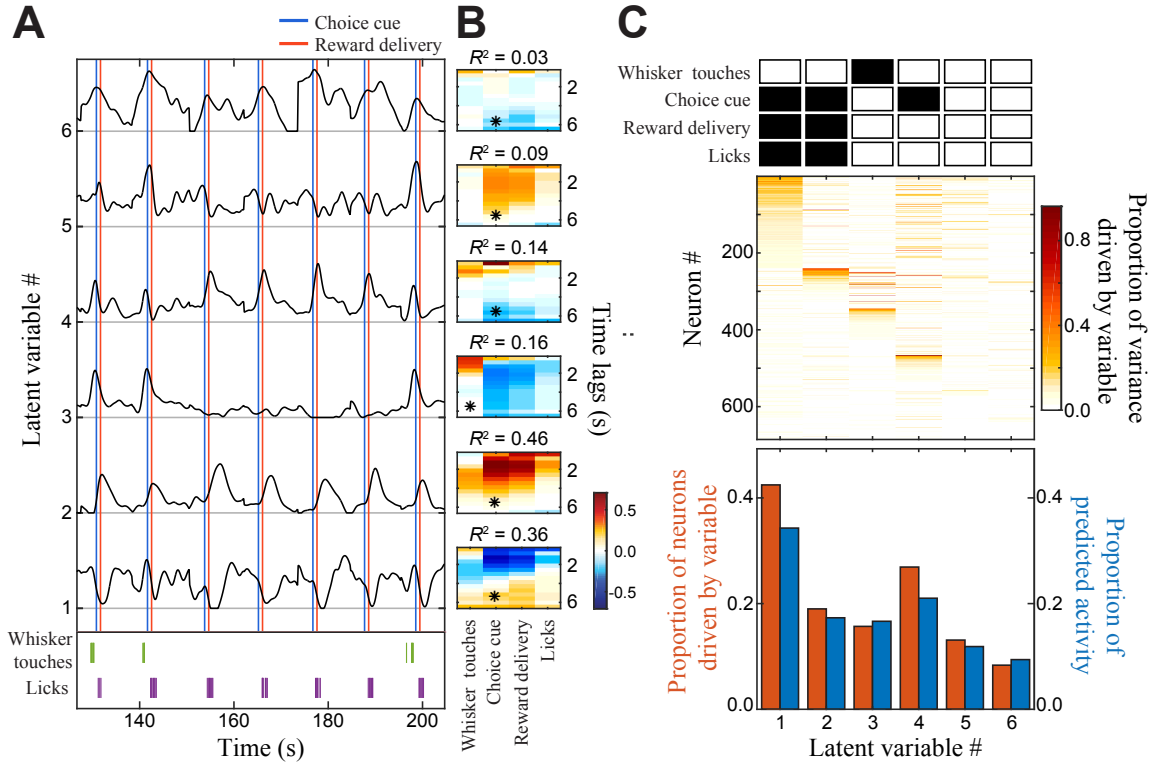 A
Choice cue
Reward delivery
Latent variable #
6
5
4
3
2
1
Whisker
touches
Licks
140
160
180
200
Time (s)
B
R² = 0.03
2
6
R² = 0.09
2
6
R² = 0.14
2
6
R² = 0.16
2
6
R² = 0.46
2
6
R² = 0.36
2
6
*
*
*
*
*
*
Time lags (s)
0.5
0.0
-0.5
Whisker touches
Choice cue
Reward delivery
Licks
::
C
Whisker touches
Choice cue
Reward delivery
Licks
Neuron #
200
400
600
0.8
0.4
0.0
Proportion of variance
driven by variable
Proportion of neurons
driven by variable
0.4
0.2
0.0
0.4
0.2
0.0
Proportion of
predicted activity
1
2
3
4
5
6
Latent variable #